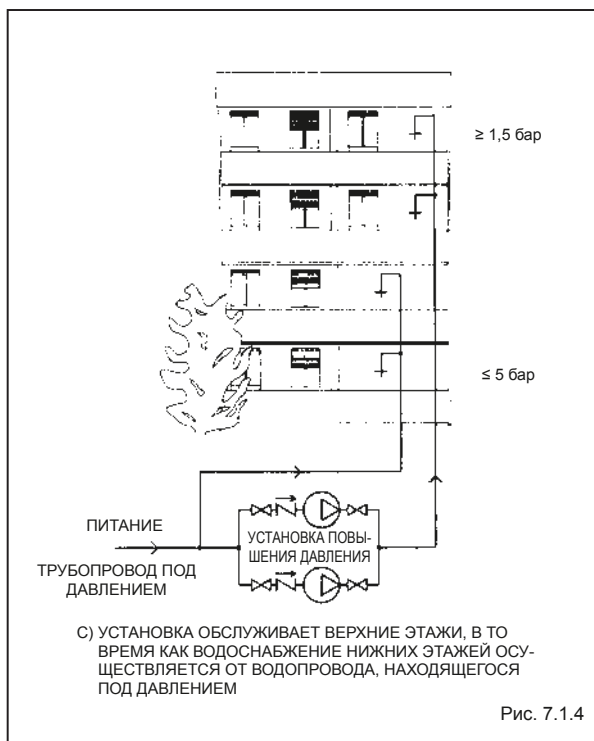 ≥ 1,5 бар
≤ 5 бар
ПИТАНИЕ
ТРУБОПРОВОД ПОД
ДАВЛЕНИЕМ
УСТАНОВКА ПОВЫ-
ШЕНИЯ ДАВЛЕНИЯ
С) УСТАНОВКА ОБСЛУЖИВАЕТ ВЕРХНИЕ ЭТАЖИ, В ТО
ВРЕМЯ КАК ВОДОСНАБЖЕНИЕ НИЖНИХ ЭТАЖЕЙ ОСУ-
ЩЕСТВЛЯЕТСЯ ОТ ВОДОПРОВОДА, НАХОДЯЩЕГОСЯ
ПОД ДАВЛЕНИЕМ
Рис. 7.1.4